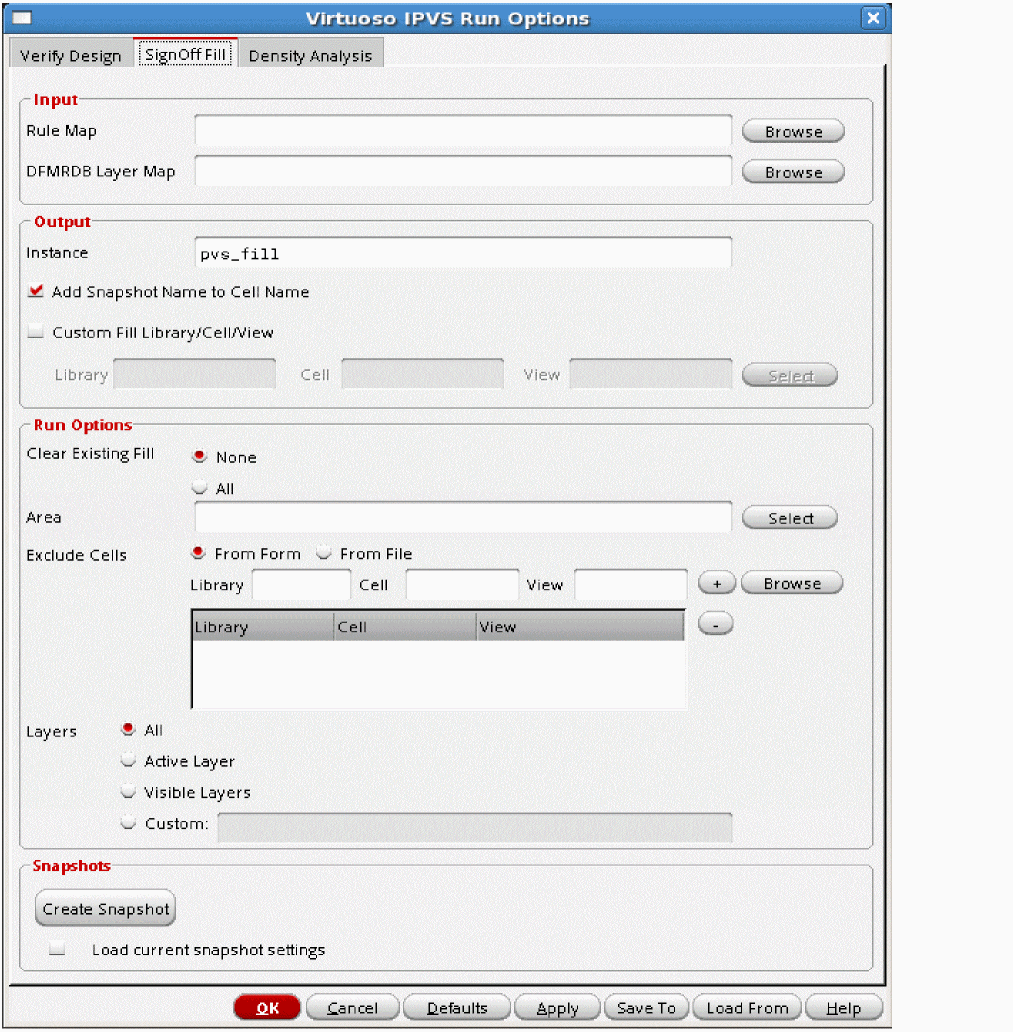 Virtuoso IPVS Run Options
Verify Design SignOff Fill Density Analysis
Input
Rule Map Browse
DFMRDB Layer Map Browse
Output
Instance pvs_fill
Add Snapshot Name to Cell Name
Custom Fill Library/Cell/View
Library Cell View Select
Run Options
Clear Existing Fill None
All
Area Select
Exclude Cells From Form From File
Library Cell View + Browse
Library Cell View -
Layers All
Active Layer
Visible Layers
Custom:
Snapshots
Create Snapshot
Load current snapshot settings
OK Cancel Defaults Apply Save To Load From Help